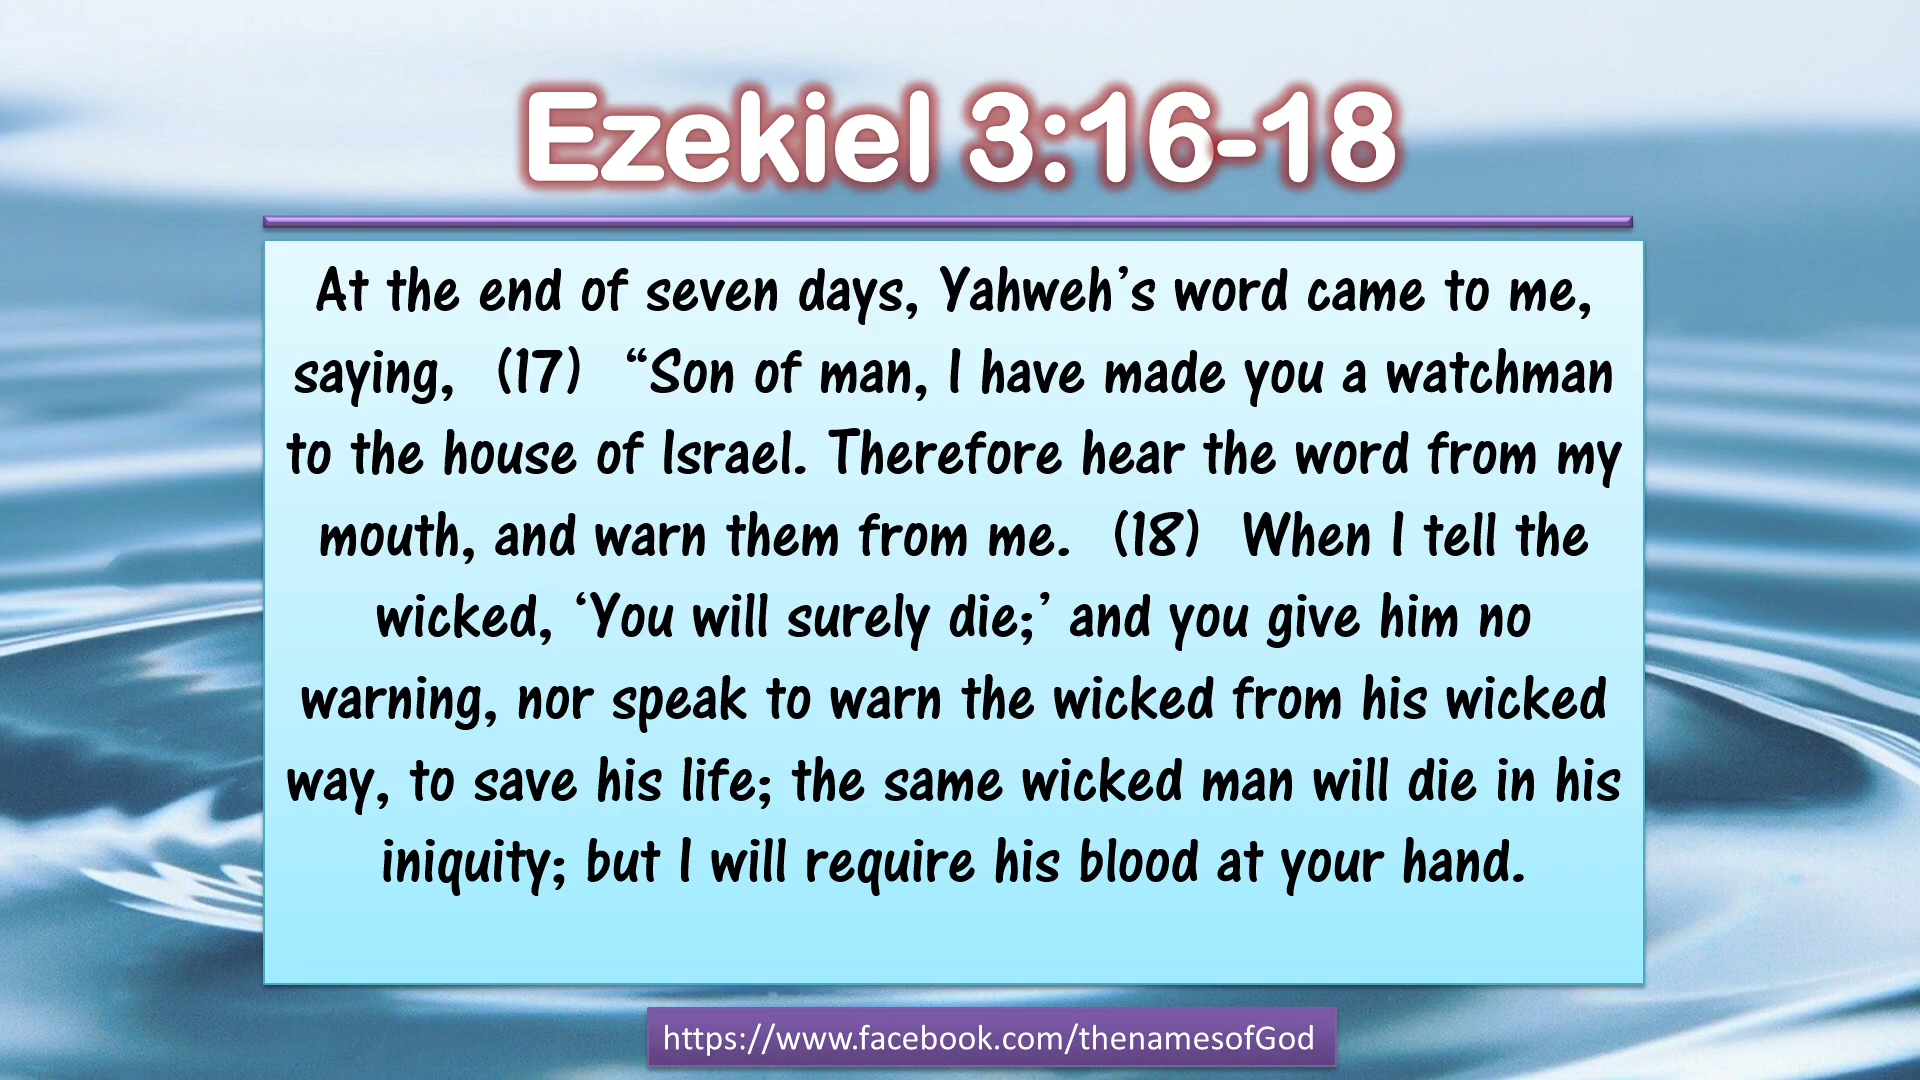 Ezekiel 3:16-18
At the end of seven days, Yahweh’s word came to me,
saying, (17) “Son of man, I have made you a watchman
to the house of Israel. Therefore hear the word from my
mouth, and warn them from me. (18) When I tell the
wicked, ‘You will surely die;’ and you give him no
warning, nor speak to warn the wicked from his wicked
way, to save his life; the same wicked man will die in his
iniquity; but I will require his blood at your hand.
https://www.facebook.com/thenamesofGod